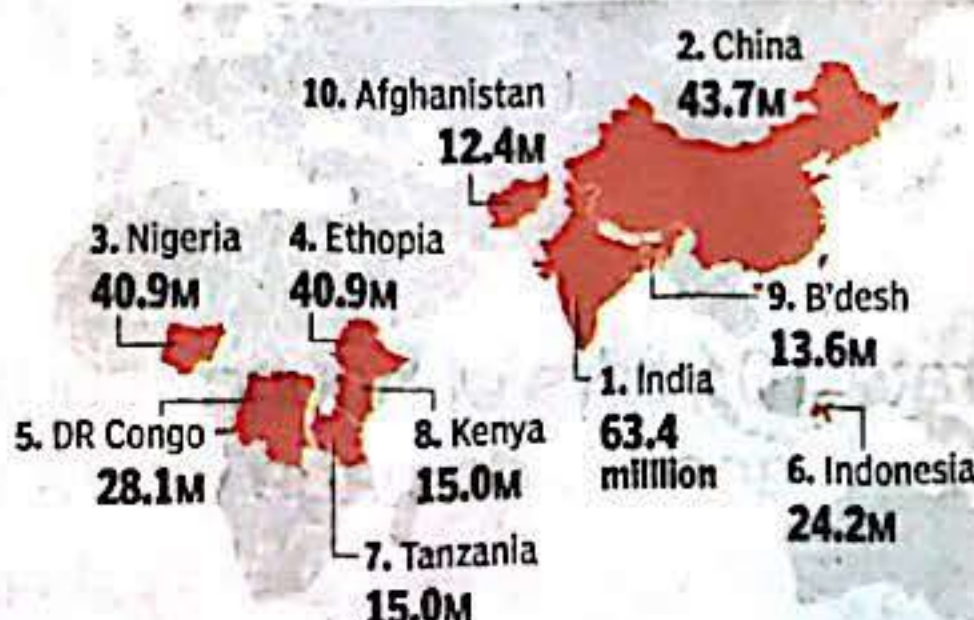 2. China
43.7M
10. Afghanistan
12.4M
3. Nigeria
40.9M
4. Ethopia
40.9M
9. B'desh
13.6M
1. India
63.4
milllion
5. DR Congo
28.1M
8. Kenya
15.0M
6. Indonesia
24.2M
7. Tanzania
15.0M